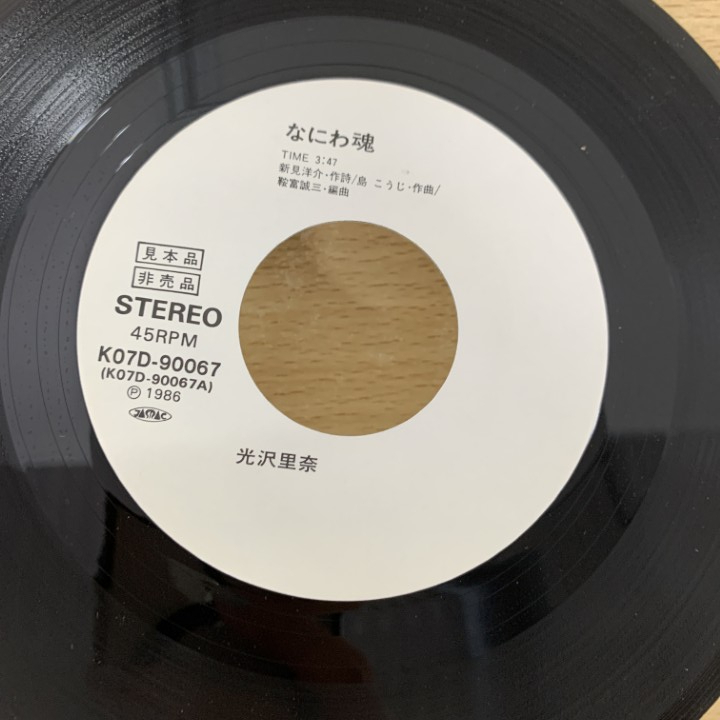 なにわ魂
TIME 3:47
新見洋介・作詩/島 こうじ・作曲/
鞍富誠三・編曲
見本品
非売品
STEREO
45RPM
K07D-90067
(K07D-90067A)
Ⓟ 1986
JASRAC
光沢里奈